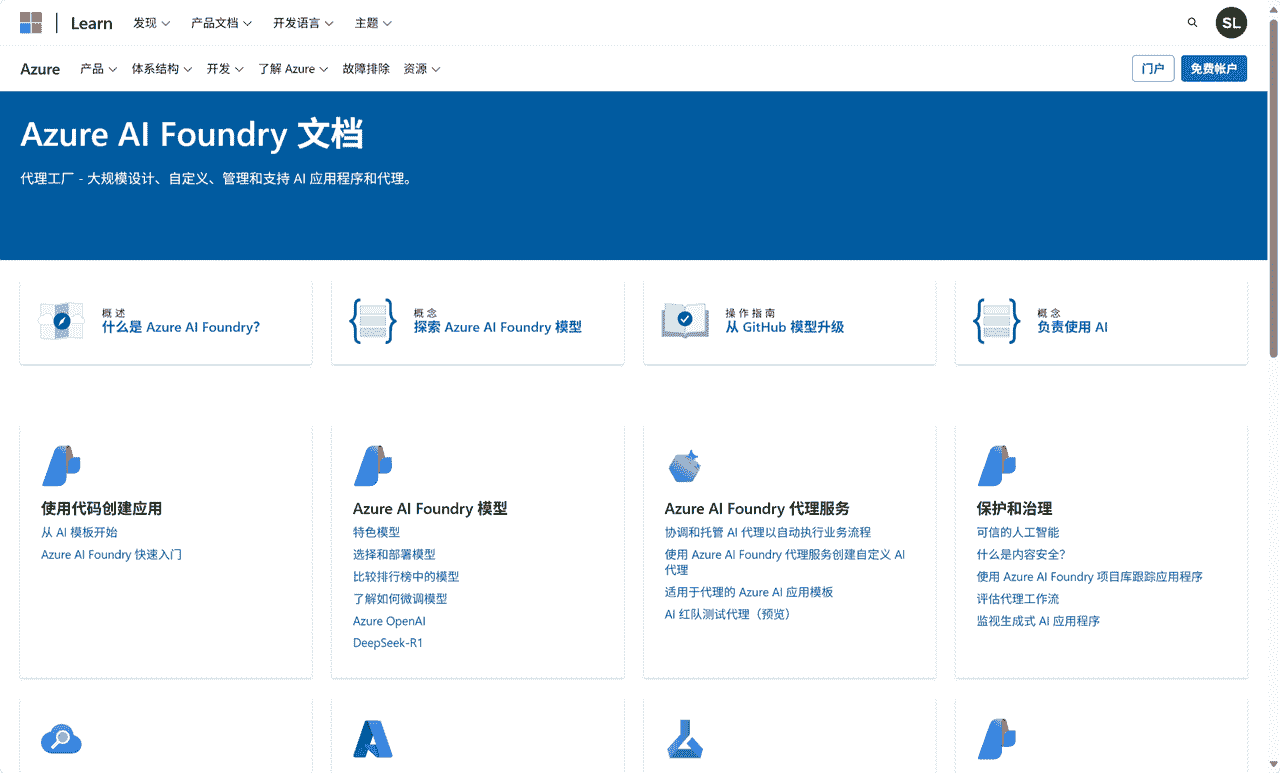 Learn 发现 产品文档 开发语言 主题 SL
Azure 产品 体系结构 开发 了解 Azure 故障排除 资源 门户 免费帐户
Azure AI Foundry 文档
代理工厂 - 大规模设计、自定义、管理和支持 AI 应用程序和代理。
概述
什么是 Azure AI Foundry?
概念
探索 Azure AI Foundry 模型
操作指南
从 GitHub 模型升级
概念
负责使用 AI
使用代码创建应用
从 AI 模板开始
Azure AI Foundry 快速入门
Azure AI Foundry 模型
特色模型
选择和部署模型
比较排行榜中的模型
了解如何微调模型
Azure OpenAI
DeepSeek-R1
Azure AI Foundry 代理服务
协调和托管 AI 代理以自动执行业务流程
使用 Azure AI Foundry 代理服务创建自定义 AI
代理
适用于代理的 Azure AI 应用模板
AI 红队测试代理（预览）
保护和治理
可信的人工智能
什么是内容安全?
使用 Azure AI Foundry 项目库跟踪应用程序
评估代理工作流
监视生成式 AI 应用程序